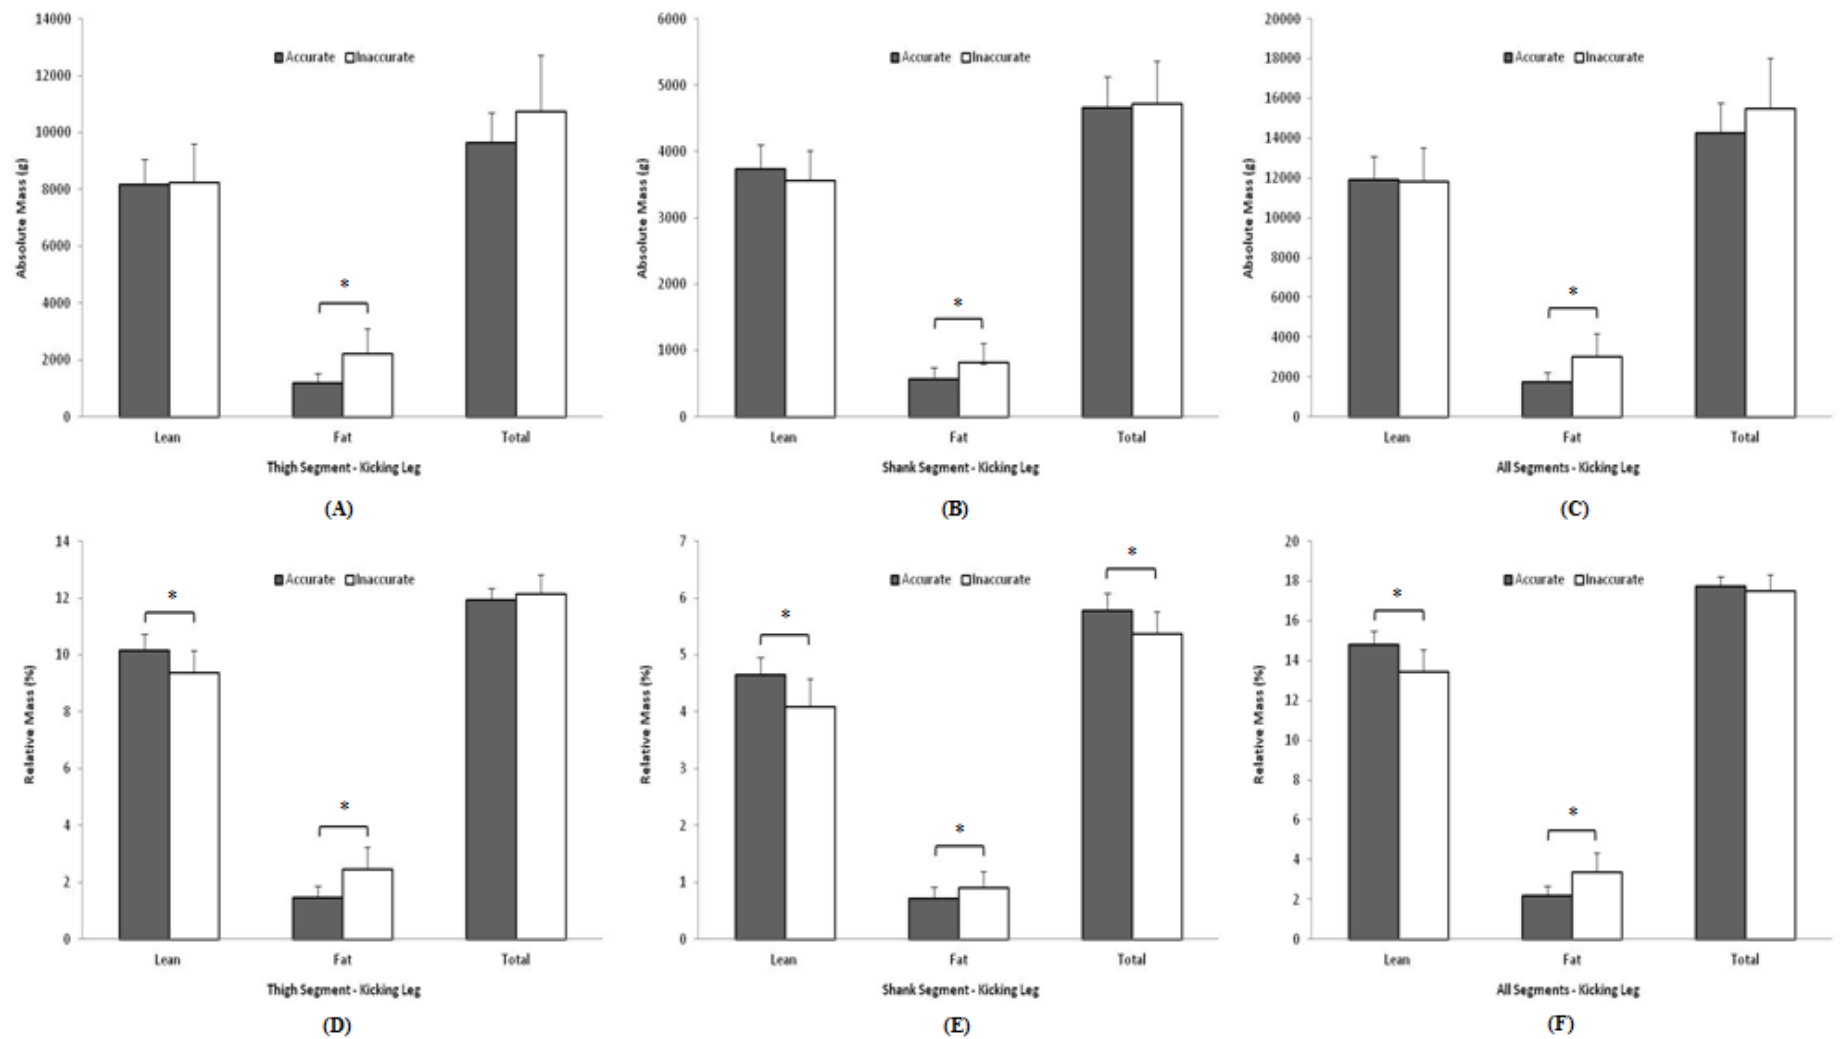 14000
12000
10000
8000
6000
4000
2000
0
Absolute Mass (g)
Accurate Inaccurate
*
Lean Fat Total
Thigh Segment - Kicking Leg
(A)
6000
5000
4000
3000
2000
1000
0
Absolute Mass (g)
Accurate Inaccurate
*
Lean Fat Total
Shank Segment - Kicking Leg
(B)
20000
18000
16000
14000
12000
10000
8000
6000
4000
2000
0
Absolute Mass (g)
Accurate Inaccurate
*
Lean Fat Total
All Segments - Kicking Leg
(C)
14
12
10
8
6
4
2
0
Relative Mass (%)
Accurate Inaccurate
*
*
Lean Fat Total
Thigh Segment - Kicking Leg
(D)
7
6
5
4
3
2
1
0
Relative Mass (%)
*
Accurate Inaccurate
*
*
Lean Fat Total
Shank Segment - Kicking Leg
(E)
20
18
16
14
12
10
8
6
4
2
0
Relative Mass (%)
Accurate Inaccurate
*
*
Lean Fat Total
All Segments - Kicking Leg
(F)